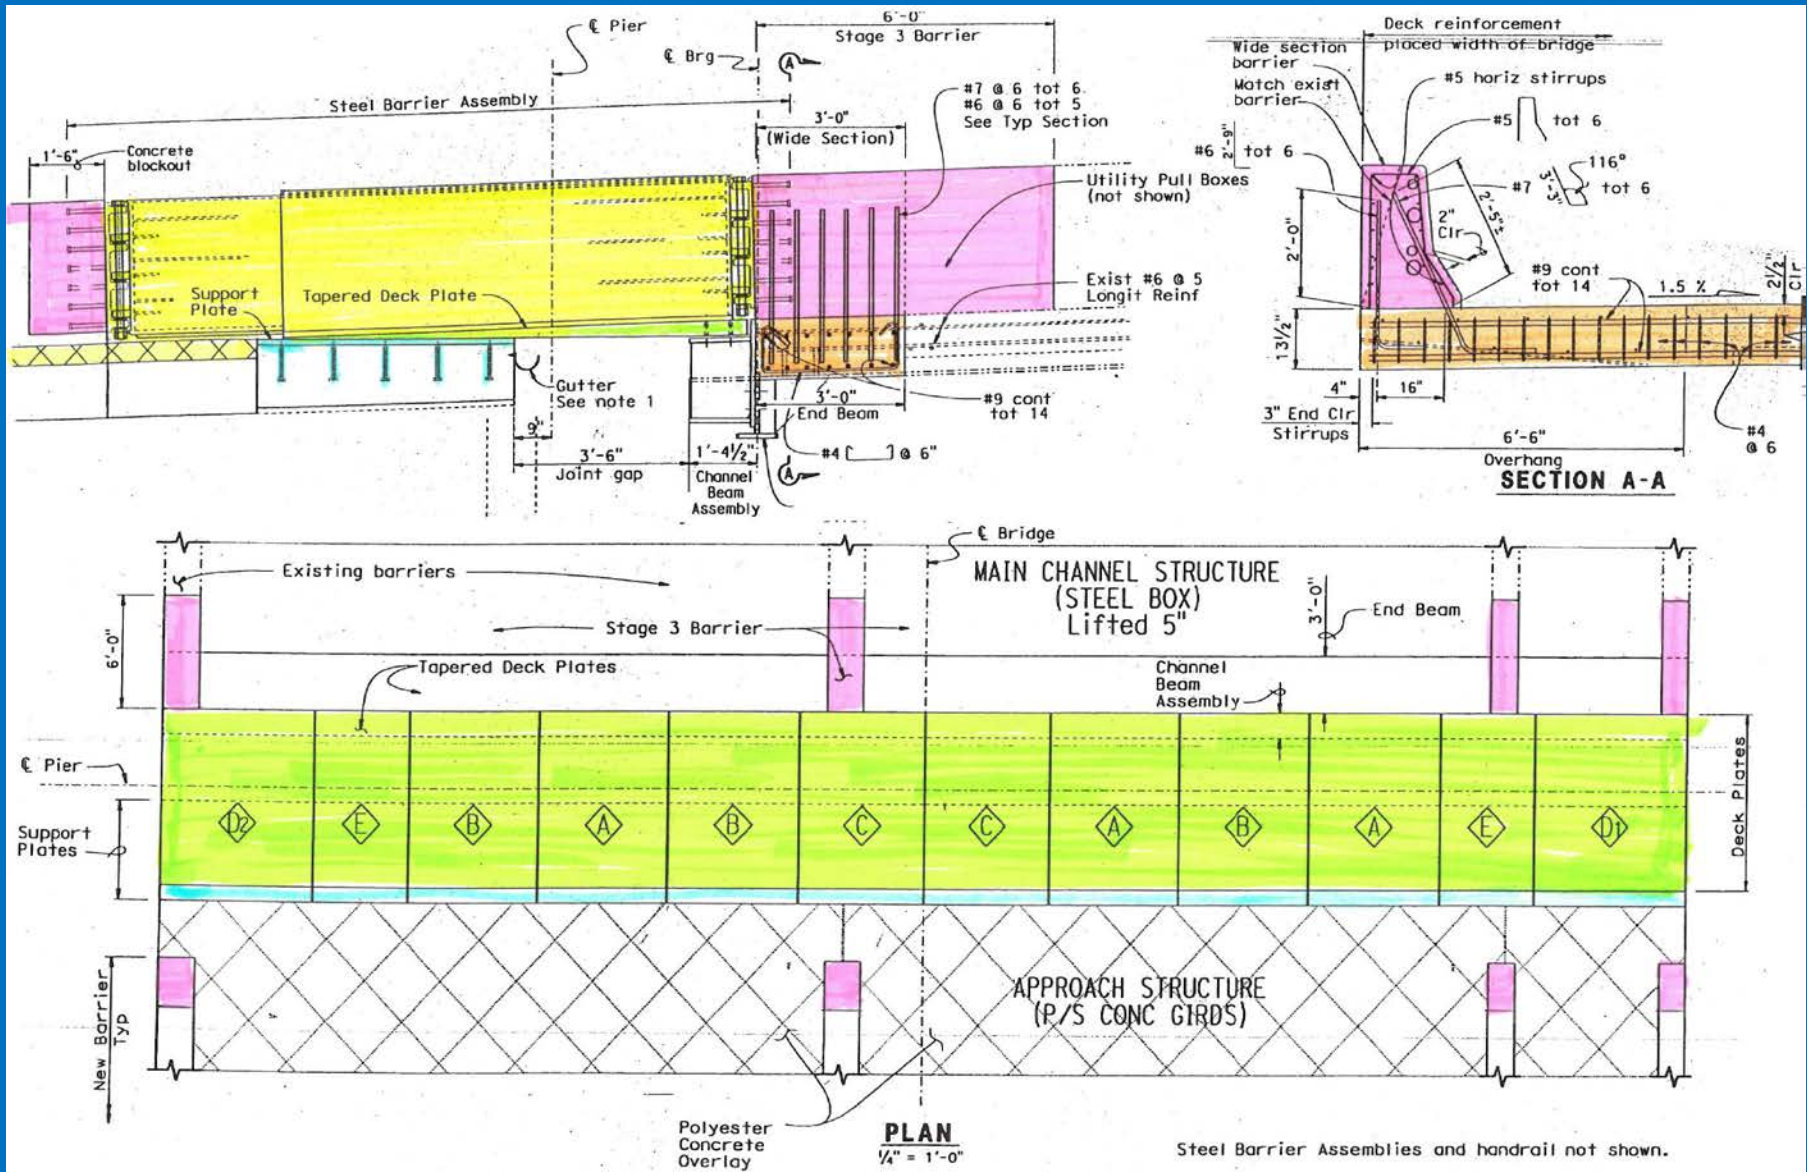 ℄ Pier
6'-0"
Stage 3 Barrier
℄ Brg
A
Steel Barrier Assembly
#7 @ 6 tot 6
#6 @ 6 tot 5
See Typ Section
3'-0"
(Wide Section)
1'-6"
Concrete
blockout
Utility Pull Boxes
(not shown)
Support
Plate
Tapered Deck Plate
Exist #6 @ 5
Longit Reinf
Gutter
See note 1
3'-0"
End Beam
#9 cont
tot 14
9"
3'-6"
Joint gap
1'-4½"
Channel
Beam
Assembly
#4 @ 6"
A
Deck reinforcement
placed width of bridge
Wide section
barrier
Match exist
barrier
#5 horiz stirrups
#5 tot 6
#6 2'-9" tot 6
116°
3'-3" tot 6
#7
2'-5"±
2"
Clr
2'-0"
#9 cont
tot 14
1.5 %
2½"
Clr
13½"
4"
16"
3" End Clr
Stirrups
6'-6"
Overhang
#4
@ 6
SECTION A-A
℄ Bridge
Existing barriers
MAIN CHANNEL STRUCTURE
(STEEL BOX)
Lifted 5"
3'-0"
End Beam
6'-0"
Stage 3 Barrier
Tapered Deck Plates
Channel
Beam
Assembly
℄ Pier
Support
Plates
D2 E B A B C C A B A E D1
Deck Plates
New Barrier
Typ
APPROACH STRUCTURE
(P/S CONC GIRDS)
Polyester
Concrete
Overlay
PLAN
¼" = 1'-0"
Steel Barrier Assemblies and handrail not shown.